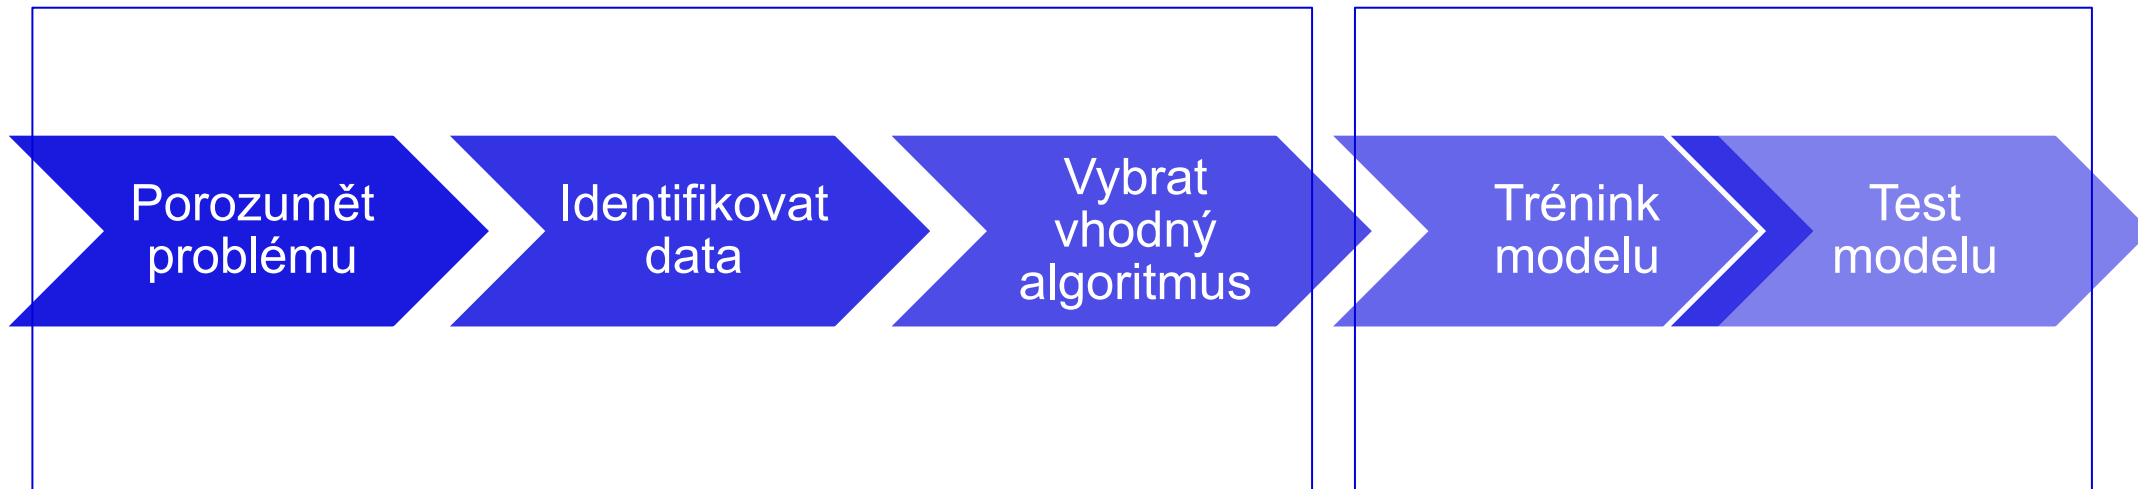 Porozumět
problému
Identifikovat
data
Vybrat
vhodný
algoritmus
Trénink
modelu
Test
modelu